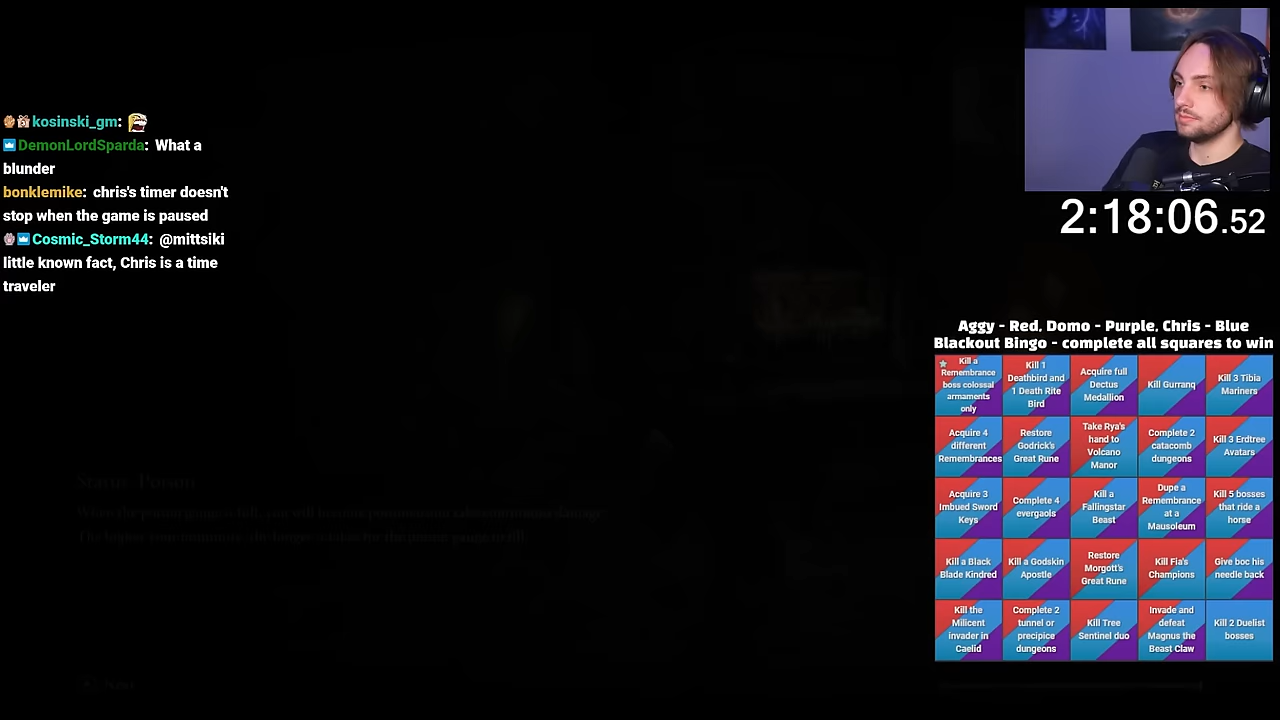 kosinski_gm:
DemonLordSparda: What a
blunder
bonklemike: chris's timer doesn't
stop when the game is paused
Cosmic_Storm44: @mittsiki
little known fact, Chris is a time
traveler
2:18:06.52
Aggy - Red, Domo - Purple, Chris - Blue
Blackout Bingo - complete all squares to win
Kill a
Remembrance
boss colossal
armaments
only
Kill 1
Deathbird and
1 Death Rite
Bird
Acquire full
Dectus
Medallion
Kill Gurranq
Kill 3 Tibia
Mariners
Acquire 4
different
Remembrances
Restore
Godrick's
Great Rune
Take Rya's
hand to
Volcano
Manor
Complete 2
catacomb
dungeons
Kill 3 Erdtree
Avatars
Acquire 3
Imbued Sword
Keys
Complete 4
evergaols
Kill a
Fallingstar
Beast
Dupe a
Remembrance
at a
Mausoleum
Kill 5 bosses
that ride a
horse
Kill a Black
Blade Kindred
Kill a Godskin
Apostle
Restore
Morgott's
Great Rune
Kill Fia's
Champions
Give boc his
needle back
Kill the
Milicent
invader in
Caelid
Complete 2
tunnel or
precipice
dungeons
Kill Tree
Sentinel duo
Invade and
defeat
Magnus the
Beast Claw
Kill 2 Duelist
bosses
Status: Poison
Next